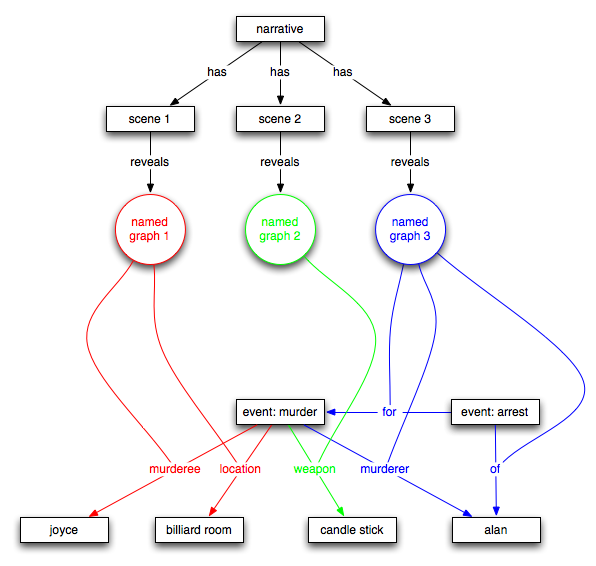 narrative
has
has
has
scene 1
scene 2
scene 3
reveals
reveals
reveals
named
graph 1
named
graph 2
named
graph 3
event: murder
for
event: arrest
murderee
location
weapon
murderer
of
joyce
billiard room
candle stick
alan